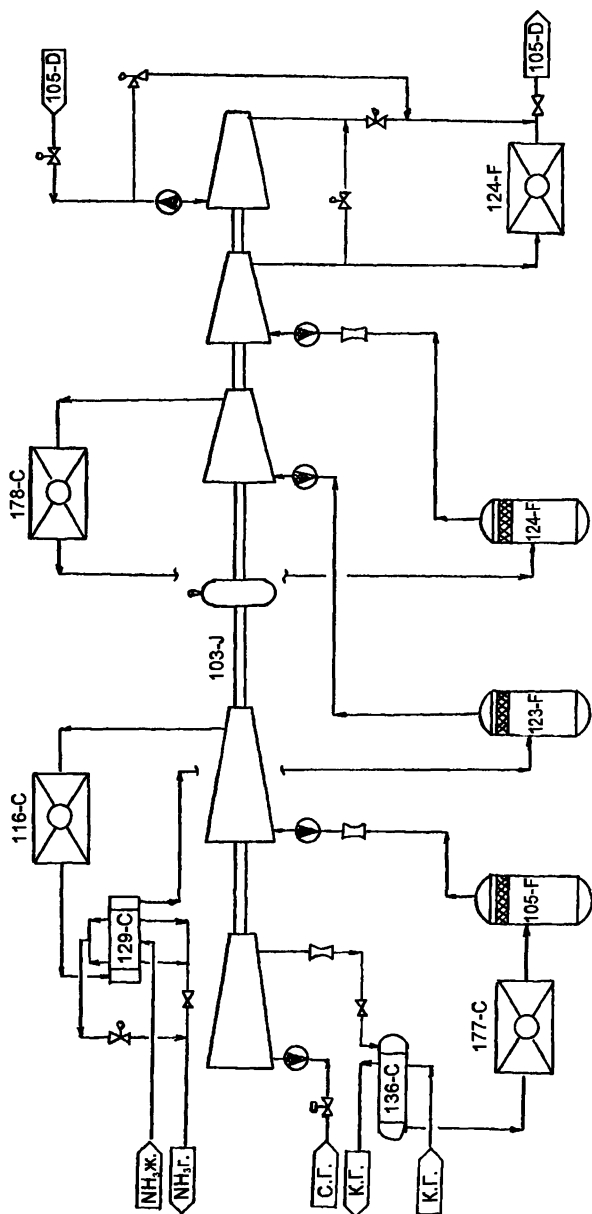 105-D
105-D
124-F
178-C
124-F
103-J
123-F
116-C
129-C
105-F
177-C
136-C
NH₃ж.
NH₃г.
С.Г.
К.Г.
К.Г.